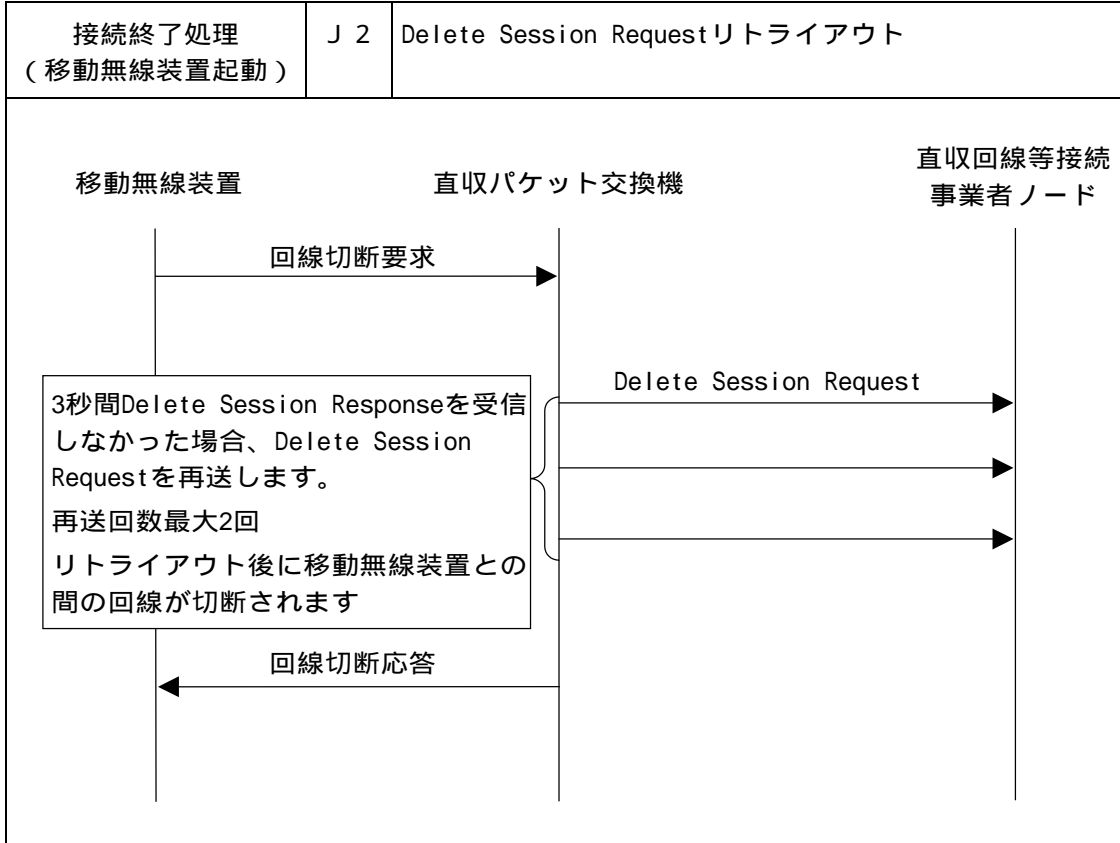 接続終了処理
(移動無線装置起動)
J 2
Delete Session Requestリトライアウト
移動無線装置
直収パケット交換機
直収回線等接続
事業者ノード
回線切断要求
Delete Session Request
3秒間Delete Session Responseを受信
しなかった場合、Delete Session
Requestを再送します。
再送回数最大2回
リトライアウト後に移動無線装置との
間の回線が切断されます
回線切断応答